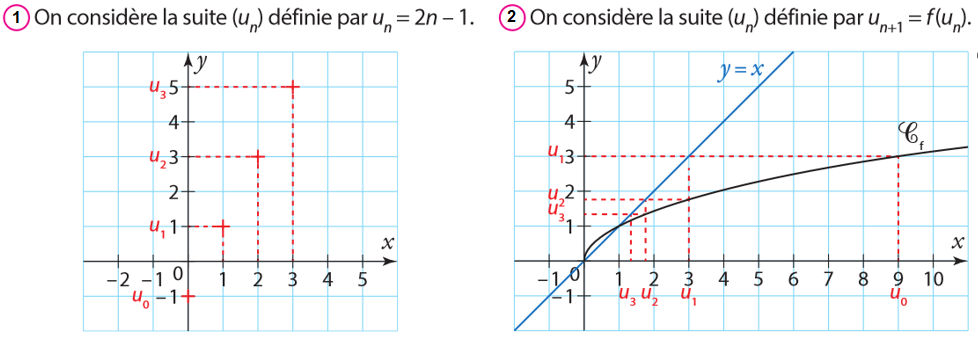 1 On considère la suite (uₙ) définie par uₙ = 2n – 1.
y
u₃ 5
4
u₂ 3
2
u₁ 1
x
–2 –1 0 1 2 3 4 5
u₀ –1
2 On considère la suite (uₙ) définie par uₙ₊₁ = f(uₙ).
y
y = x
5
4
𝒞f
u₁ 3
u₂ 2
u₃
1
x
–1 0 1 2 3 4 5 6 7 8 9 10
–1
u₃ u₂ u₁ u₀